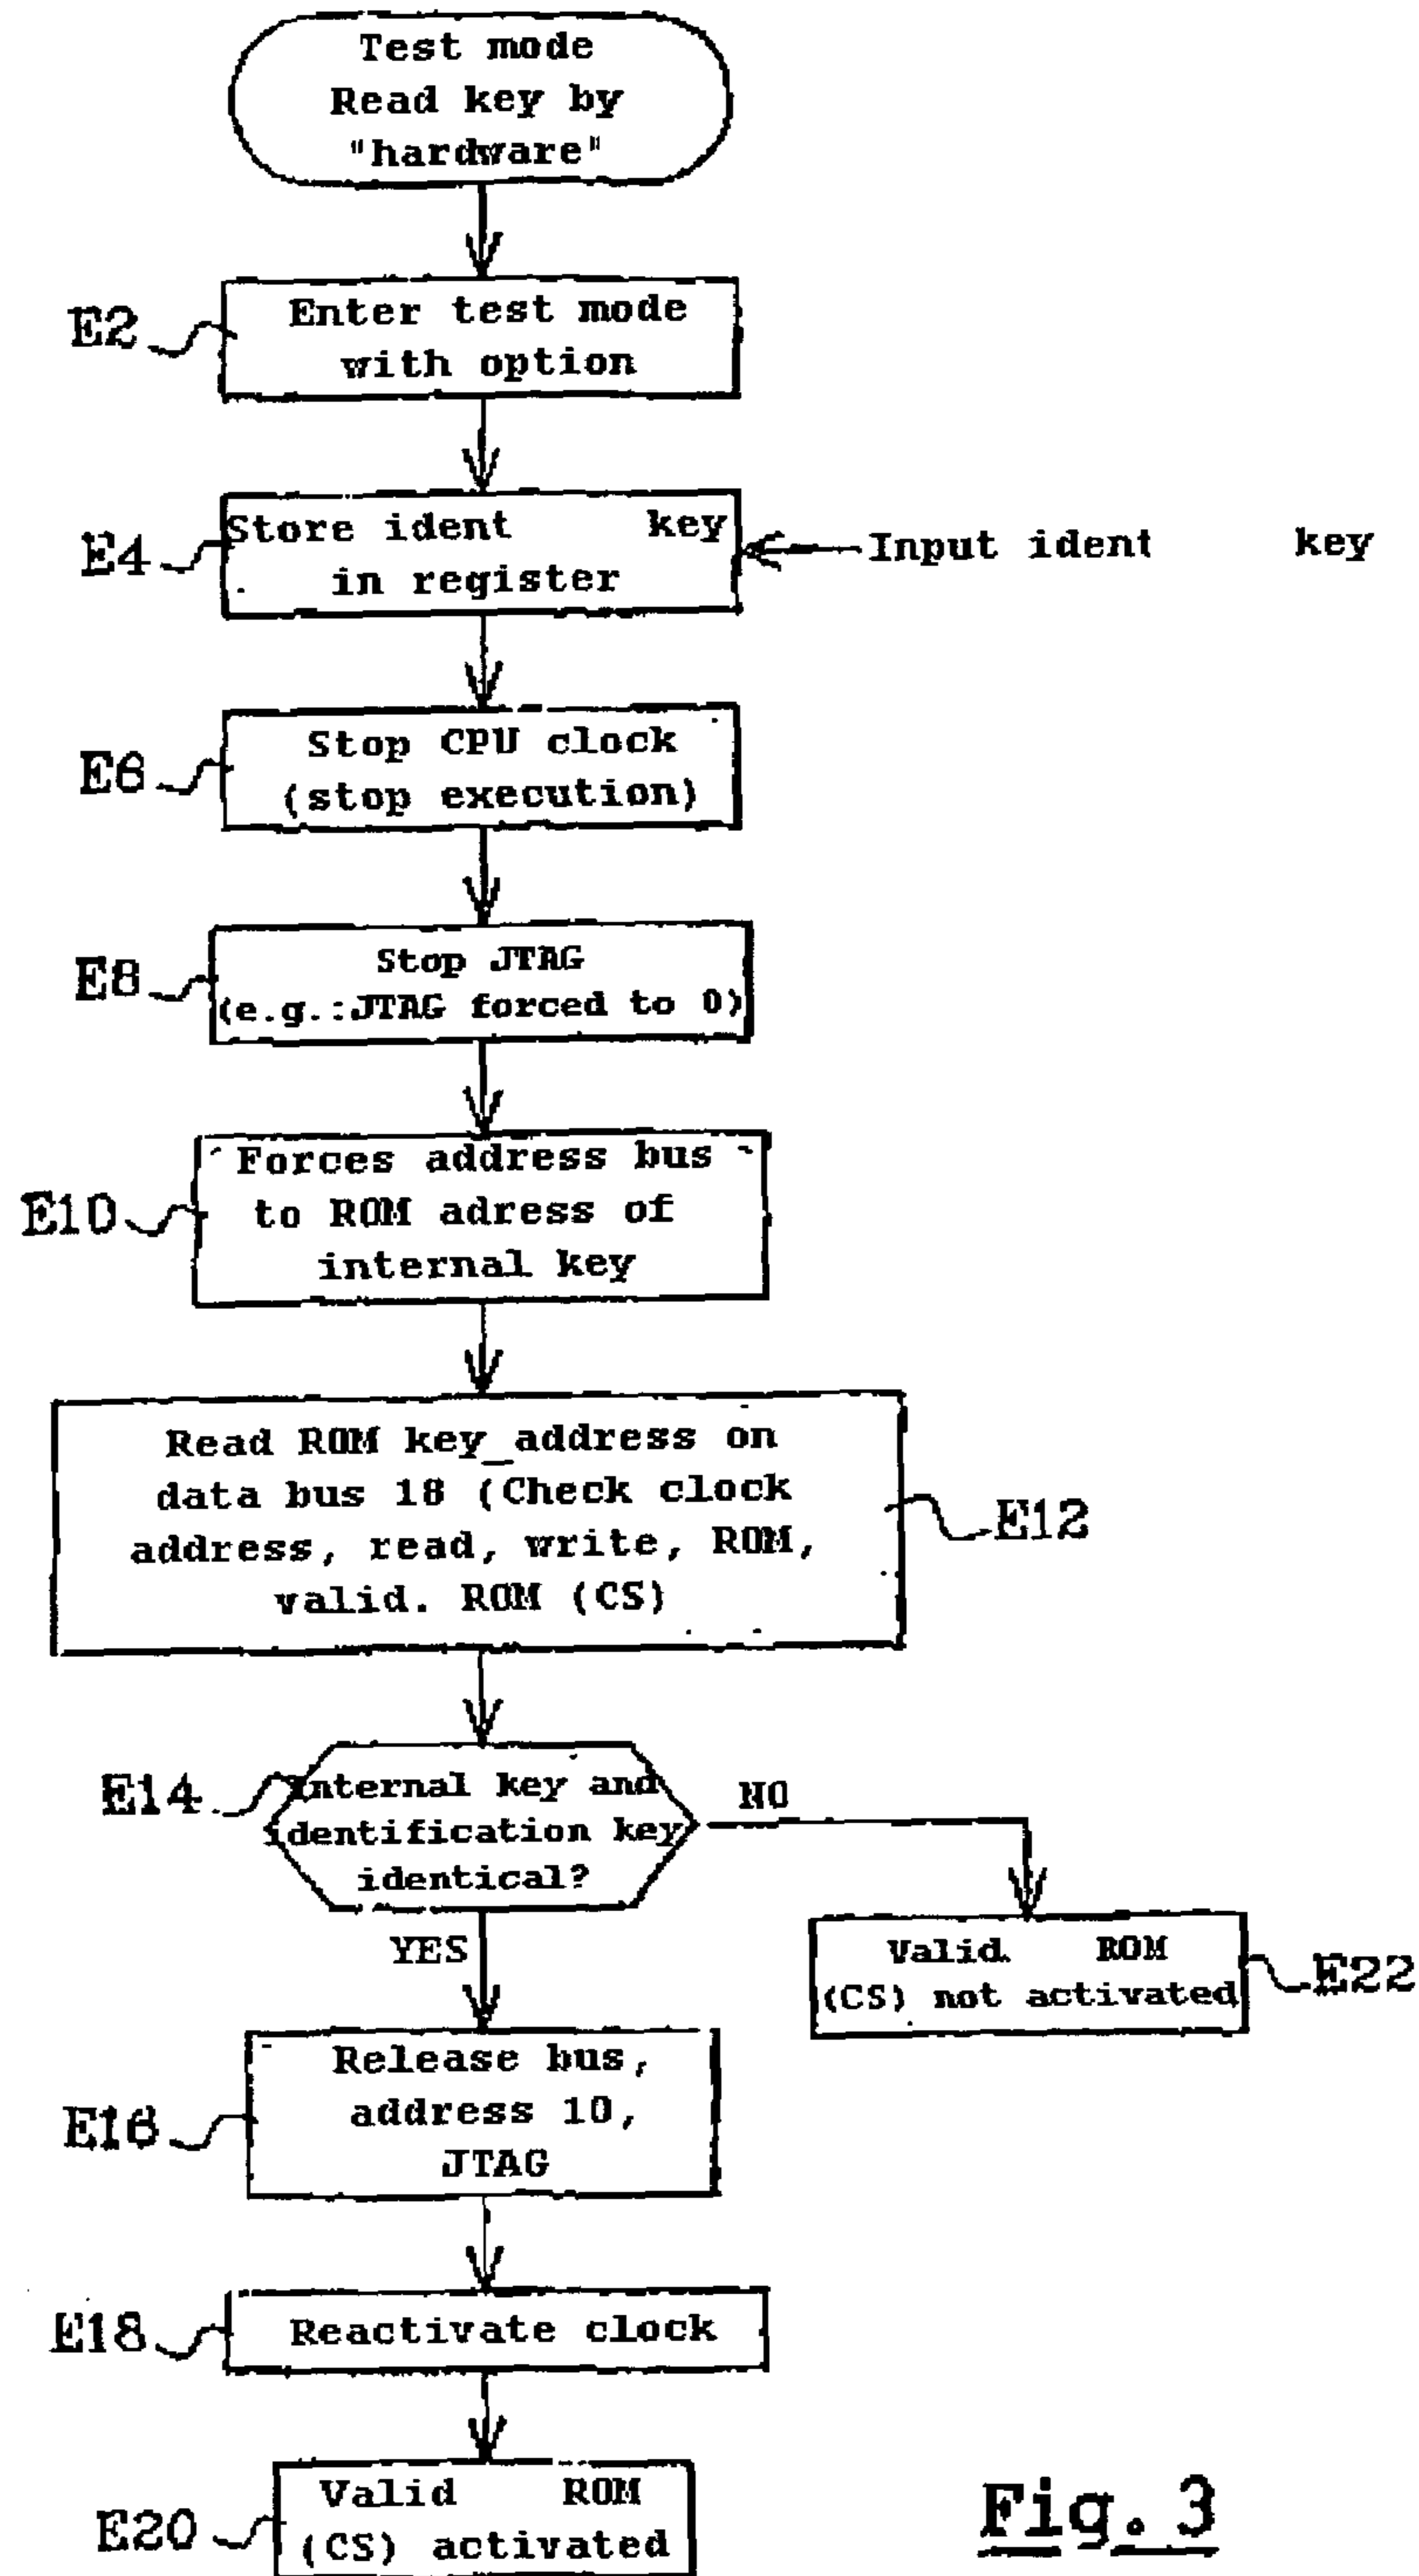 Test mode
Read key by
"hardware"
E2
Enter test mode
with option
E4
Store ident key
in register
Input ident key
E6
Stop CPU clock
(stop execution)
E8
Stop JTAG
(e.g.:JTAG forced to 0)
E10
Forces address bus
to ROM adress of
internal key
Read ROM key_address on
data bus 18 (Check clock
address, read, write, ROM,
valid. ROM (CS)
E12
E14
Internal key and
identification key
identical?
NO
YES
Valid. ROM
(CS) not activated
E22
E16
Release bus,
address 10,
JTAG
E18
Reactivate clock
E20
Valid ROM
(CS) activated
Fig. 3